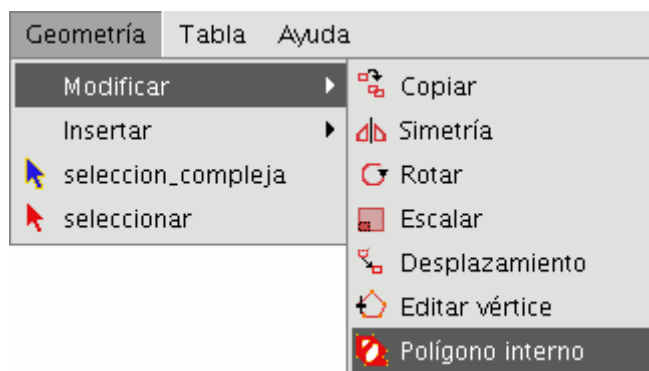 Geometría Tabla Ayuda
Modificar
Insertar
seleccion_compleja
seleccionar
Copiar
Simetría
Rotar
Escalar
Desplazamiento
Editar vértice
Polígono interno